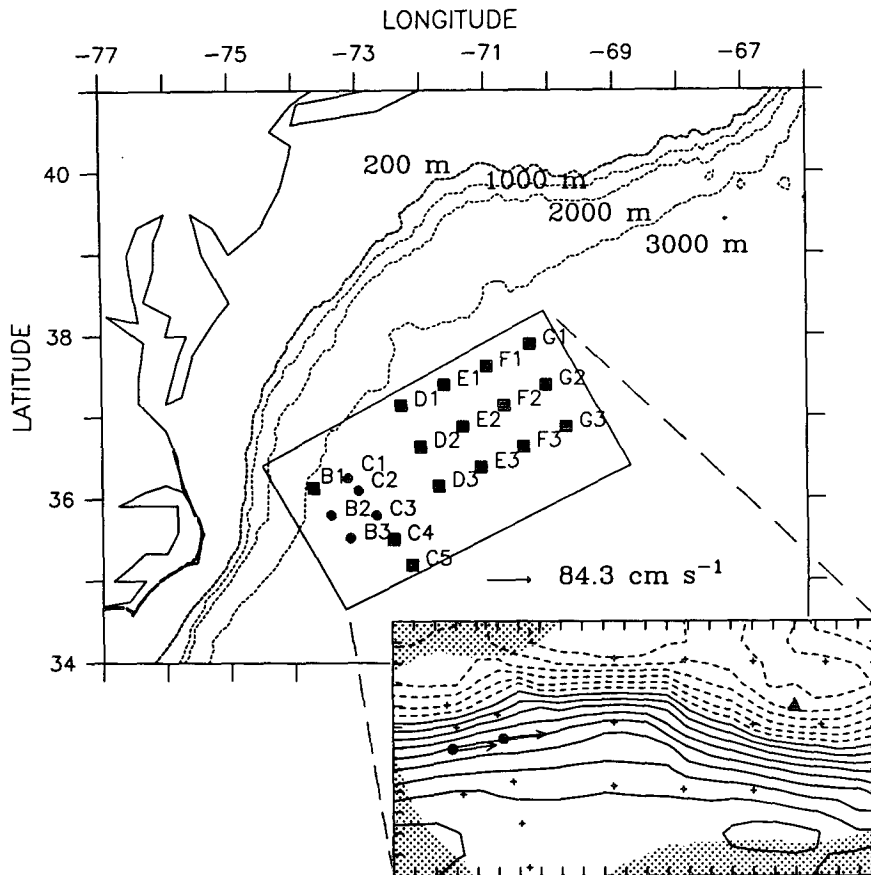 LONGITUDE
-77 -75 -73 -71 -69 -67
LATITUDE
40
38
36
34
200 m
1000 m
2000 m
3000 m
G1
F1
E1
D1
G2
F2
E2
D2
G3
F3
E3
D3
C1
B1
C2
B2
C3
B3
C4
C5
84.3 cm s⁻¹